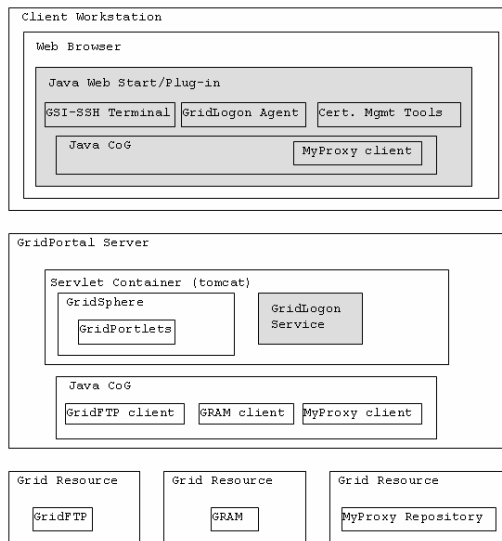 Client Workstation
Web Browser
Java Web Start/Plug-in
GSI-SSH Terminal
GridLogon Agent
Cert. Mgmt Tools
Java CoG
MyProxy client
GridPortal Server
Servlet Container (tomcat)
GridSphere
GridPortlets
GridLogon
Service
Java CoG
GridFTP client
GRAM client
MyProxy client
Grid Resource
GridFTP
Grid Resource
GRAM
Grid Resource
MyProxy Repository